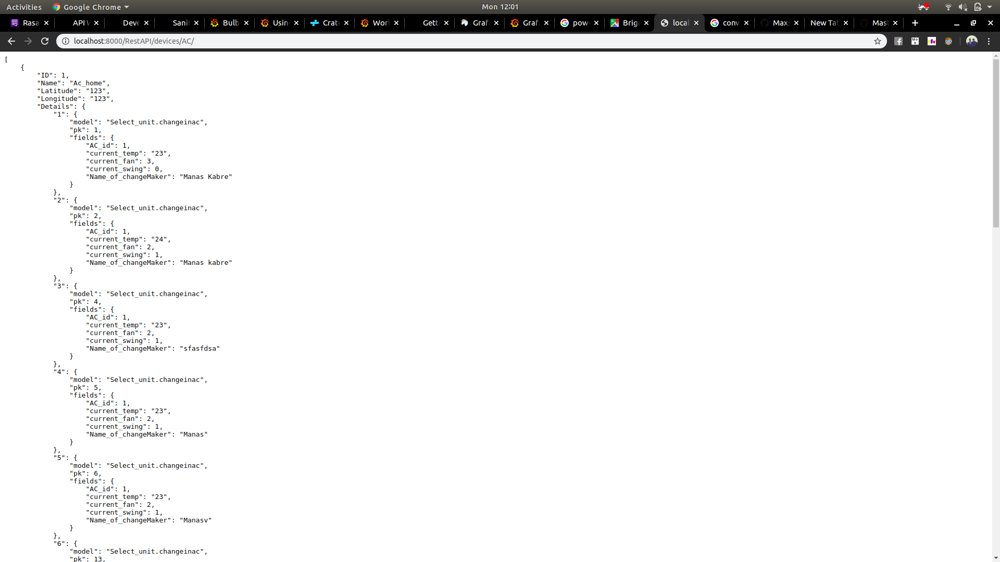 Activities Google Chrome Mon 12:01
Rasa API Deve Sanil Bulb Usin Crat Worl Gett Graf Graf pow Brig local conv Max New Tab Mas
localhost:8000/RestAPI/devices/AC/
[
{
"ID": 1,
"Name": "Ac_home",
"Latitude": "123",
"Longitude": "123",
"Details": {
"1": {
"model": "Select_unit.changeinac",
"pk": 1,
"fields": {
"AC_id": 1,
"current_temp": "23",
"current_fan": 3,
"current_swing": 0,
"Name_of_changeMaker": "Manas Kabre"
}
},
"2": {
"model": "Select_unit.changeinac",
"pk": 2,
"fields": {
"AC_id": 1,
"current_temp": "24",
"current_fan": 2,
"current_swing": 1,
"Name_of_changeMaker": "Manas kabre"
}
},
"3": {
"model": "Select_unit.changeinac",
"pk": 4,
"fields": {
"AC_id": 1,
"current_temp": "23",
"current_fan": 2,
"current_swing": 1,
"Name_of_changeMaker": "sfasfdsa"
}
},
"4": {
"model": "Select_unit.changeinac",
"pk": 5,
"fields": {
"AC_id": 1,
"current_temp": "23",
"current_fan": 2,
"current_swing": 1,
"Name_of_changeMaker": "Manas"
}
},
"5": {
"model": "Select_unit.changeinac",
"pk": 6,
"fields": {
"AC_id": 1,
"current_temp": "23",
"current_fan": 2,
"current_swing": 1,
"Name_of_changeMaker": "Manasv"
}
},
"6": {
"model": "Select_unit.changeinac",
"pk": 13,